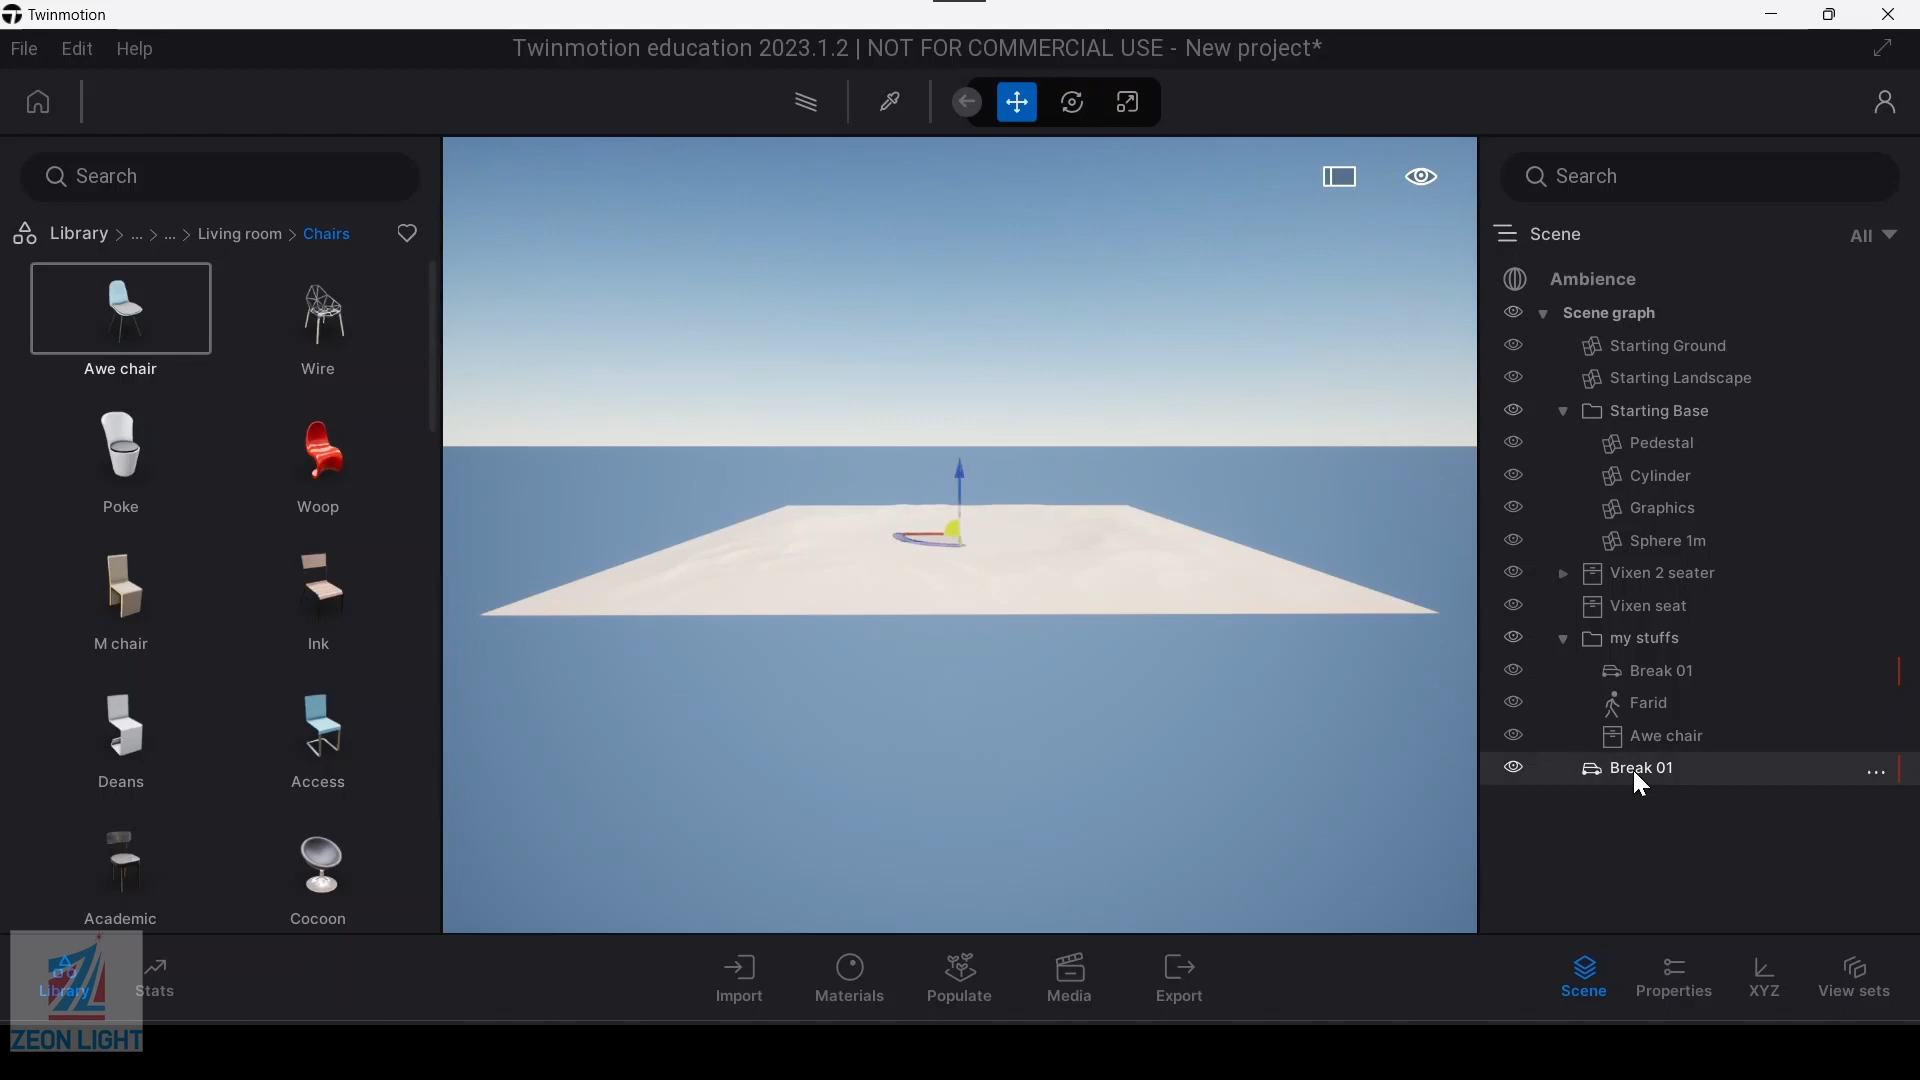 Twinmotion
File Edit Help
Twinmotion education 2023.1.2 | NOT FOR COMMERCIAL USE - New project*
Search
Library > ... > ... > Living room > Chairs
Awe chair
Wire
Poke
Woop
M chair
Ink
Deans
Access
Academic
Cocoon
Search
Scene
All
Ambience
Scene graph
Starting Ground
Starting Landscape
Starting Base
Pedestal
Cylinder
Graphics
Sphere 1m
Vixen 2 seater
Vixen seat
my stuffs
Break 01
Farid
Awe chair
Break 01 ...
Library
Stats
ZEON LIGHT
Import
Materials
Populate
Media
Export
Scene
Properties
XYZ
View sets